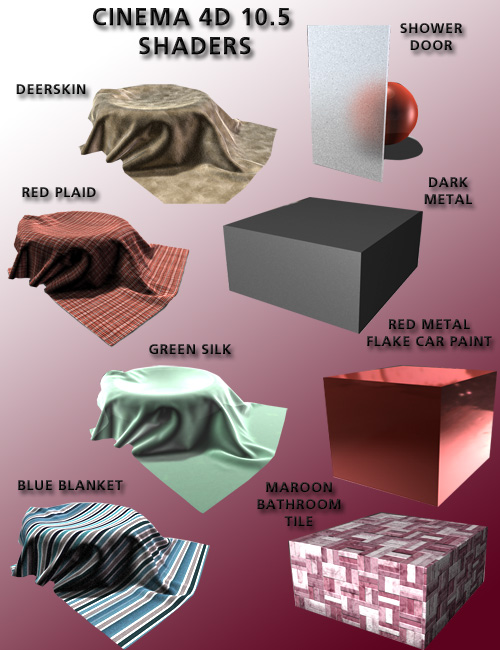 CINEMA 4D 10.5
SHADERS
SHOWER
DOOR
DEERSKIN
DARK
METAL
RED PLAID
RED METAL
FLAKE CAR PAINT
GREEN SILK
BLUE BLANKET
MAROON
BATHROOM
TILE